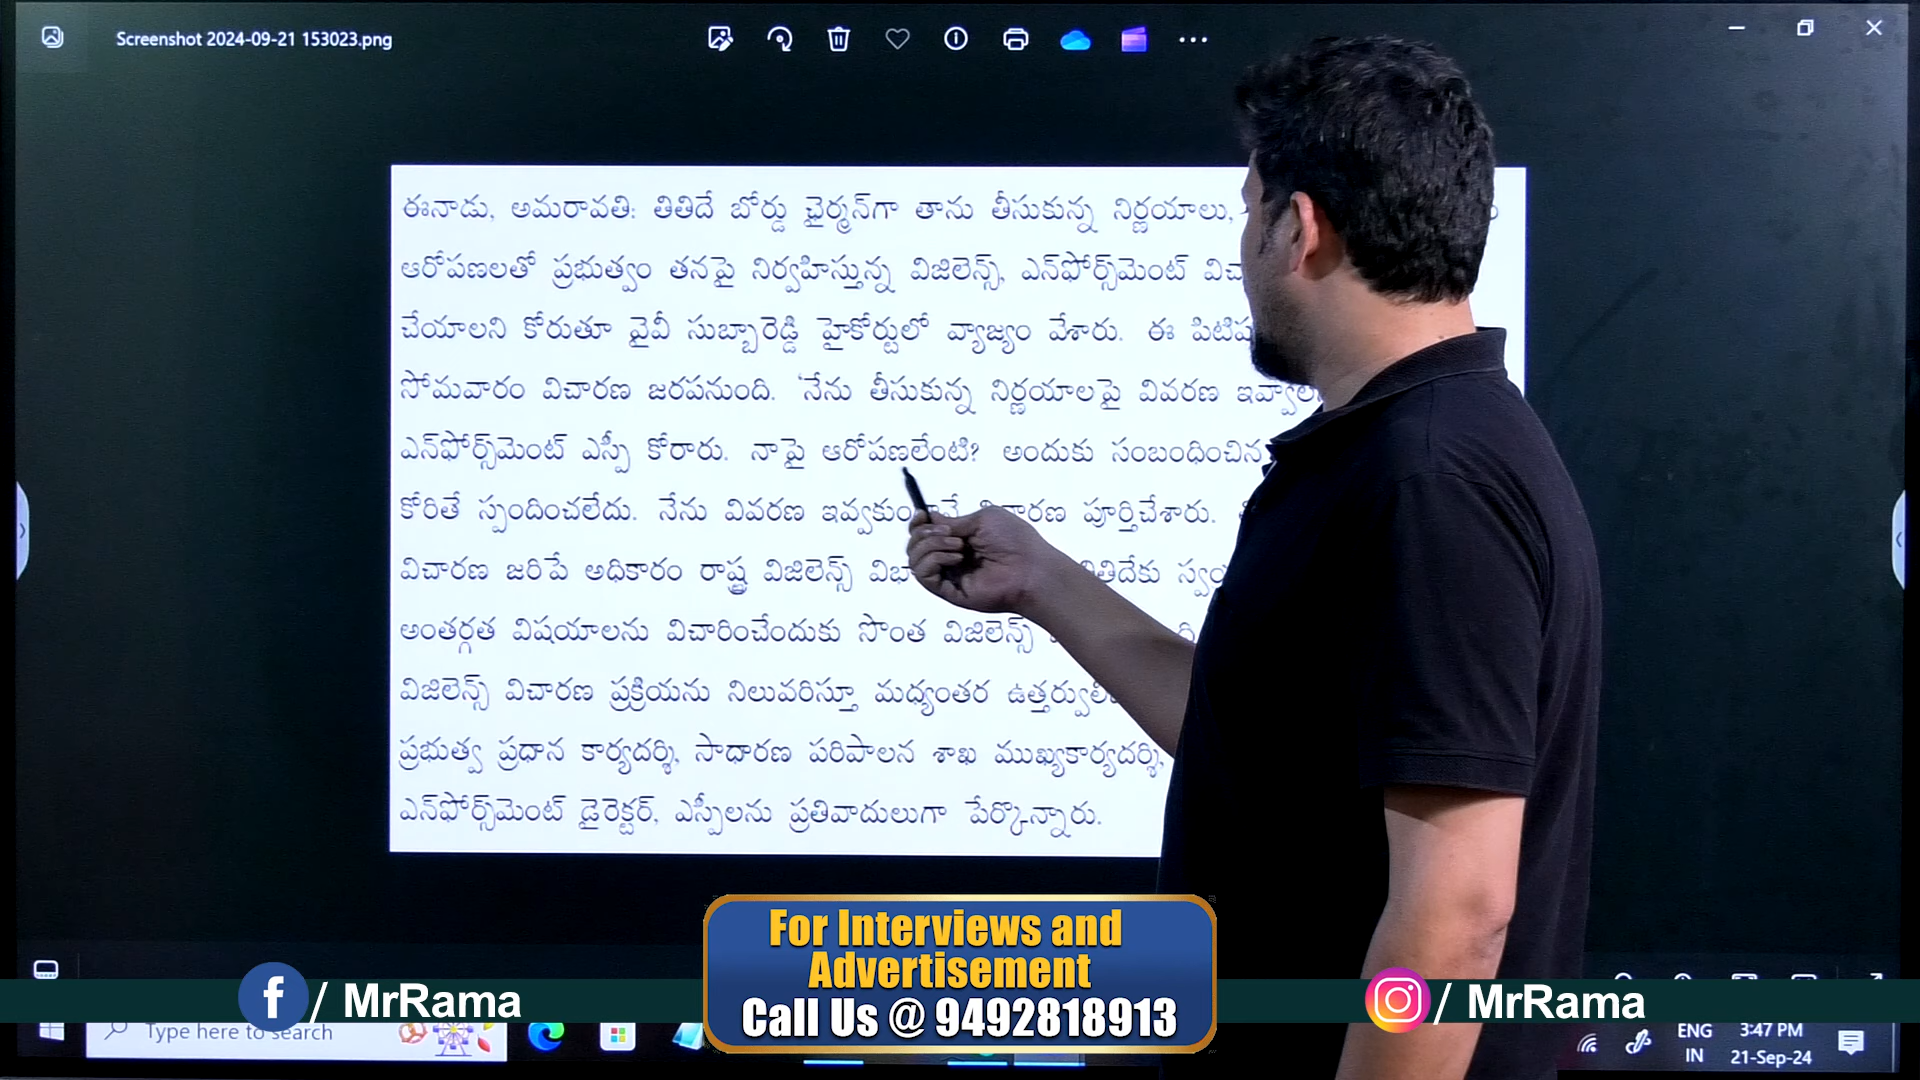 Screenshot 2024-09-21 153023.png
ఈనాడు, అమరావతి: తితిదే బోర్డు ఛైర్మన్‌గా తాను తీసుకున్న నిర్ణయాలు,
ఆరోపణలతో ప్రభుత్వం తనపై నిర్వహిస్తున్న విజిలెన్స్, ఎన్‌ఫోర్స్‌మెంట్
చేయాలని కోరుతూ వైవీ సుబ్బారెడ్డి హైకోర్టులో వ్యాజ్యం వేశారు. ఈ
సోమవారం విచారణ జరపనుంది. 'నేను తీసుకున్న నిర్ణయాలపై వివరణ
ఎన్‌ఫోర్స్‌మెంట్ ఎస్పీ కోరారు. నాపై ఆరోపణలేంటి? అందుకు సంబంధించిన
కోరితే స్పందించలేదు. నేను వివరణ పూర్తిచేశారు.
విచారణ జరిపే అధికారం రాష్ట్ర విజిలెన్స్
అంతర్గత విషయాలను విచారించేందుకు సొంత విజిలెన్స్
విజిలెన్స్ విచారణ ప్రక్రియను నిలువరిస్తూ మధ్యంతర
ప్రభుత్వ ప్రధాన కార్యదర్శి, సాధారణ పరిపాలన శాఖ ముఖ్యకార్యదర్శి,
ఎన్‌ఫోర్స్‌మెంట్ డైరెక్టర్, ఎస్పీలను ప్రతివాదులుగా పేర్కొన్నారు.
For Interviews and
Advertisement
Call Us @ 9492818913
/ MrRama
/ MrRama
Type here to search
ENG
IN
3:47 PM
21-Sep-24